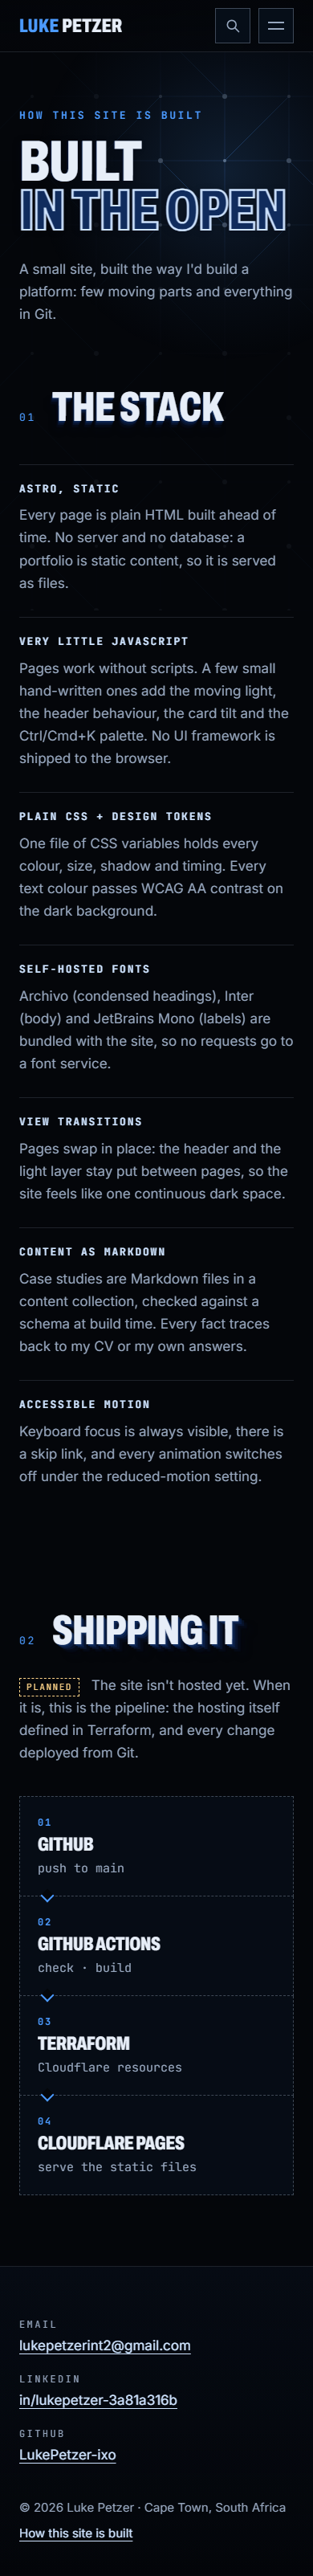 LUKE PETZER
HOW THIS SITE IS BUILT
BUILT
IN THE OPEN
A small site, built the way I'd build a
platform: few moving parts and everything
in Git.
01 THE STACK
ASTRO, STATIC
Every page is plain HTML built ahead of
time. No server and no database: a
portfolio is static content, so it is served
as files.
VERY LITTLE JAVASCRIPT
Pages work without scripts. A few small
hand-written ones add the moving light,
the header behaviour, the card tilt and the
Ctrl/Cmd+K palette. No UI framework is
shipped to the browser.
PLAIN CSS + DESIGN TOKENS
One file of CSS variables holds every
colour, size, shadow and timing. Every
text colour passes WCAG AA contrast on
the dark background.
SELF-HOSTED FONTS
Archivo (condensed headings), Inter
(body) and JetBrains Mono (labels) are
bundled with the site, so no requests go to
a font service.
VIEW TRANSITIONS
Pages swap in place: the header and the
light layer stay put between pages, so the
site feels like one continuous dark space.
CONTENT AS MARKDOWN
Case studies are Markdown files in a
content collection, checked against a
schema at build time. Every fact traces
back to my CV or my own answers.
ACCESSIBLE MOTION
Keyboard focus is always visible, there is
a skip link, and every animation switches
off under the reduced-motion setting.
02 SHIPPING IT
PLANNED The site isn't hosted yet. When
it is, this is the pipeline: the hosting itself
defined in Terraform, and every change
deployed from Git.
01
GITHUB
push to main
02
GITHUB ACTIONS
check · build
03
TERRAFORM
Cloudflare resources
04
CLOUDFLARE PAGES
serve the static files
EMAIL
lukepetzerint2@gmail.com
LINKEDIN
in/lukepetzer-3a81a316b
GITHUB
LukePetzer-ixo
© 2026 Luke Petzer · Cape Town, South Africa
How this site is built